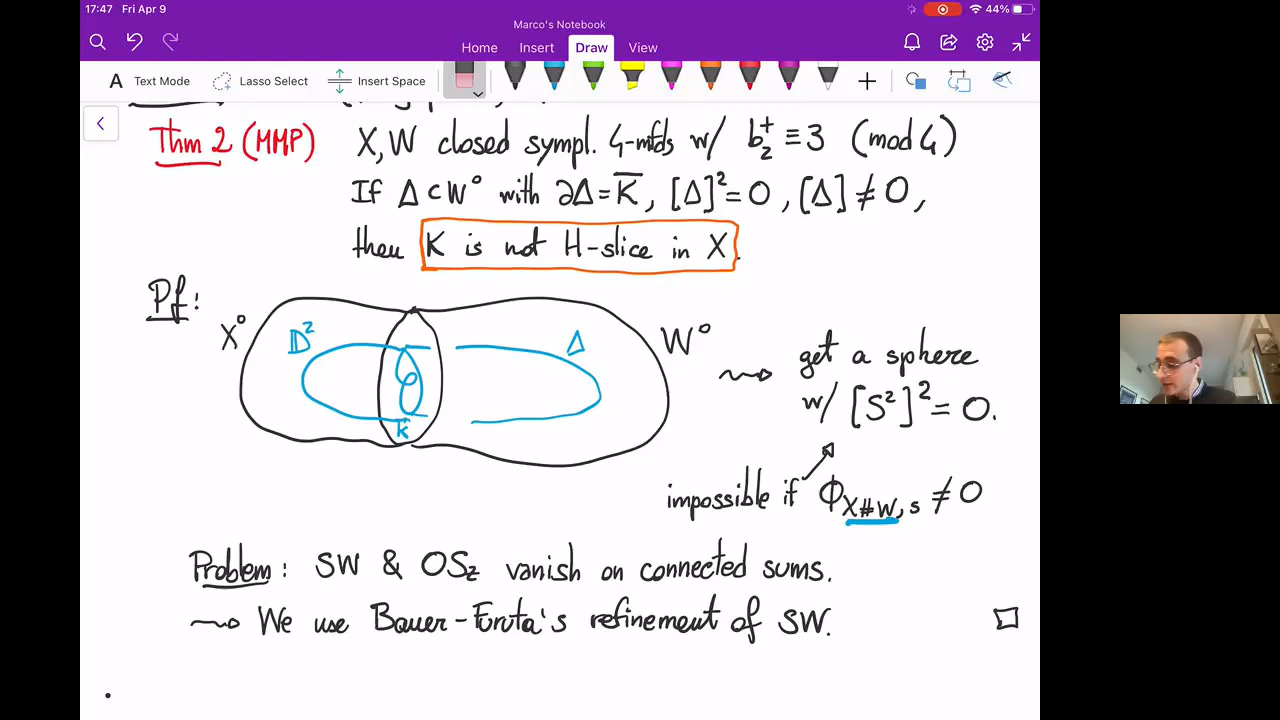 17:47 Fri Apr 9
44%
Marco's Notebook
Home Insert Draw View
A Text Mode Lasso Select Insert Space
Thm 2 (MMP) X, W closed sympl. 4-mfds w/ b₂⁺ ≡ 3 (mod 4)
If Δ ⊂ W° with ∂Δ = K̅, [Δ]² = 0, [Δ] ≠ 0,
then K is not H-slice in X.
Pf:
X° D² K Δ W°
⇝ get a sphere
w/ [S²]² = 0.
impossible if Φ_{X#W, s} ≠ 0
Problem: SW & OSz vanish on connected sums.
⇝ We use Bauer-Furuta's refinement of SW. □